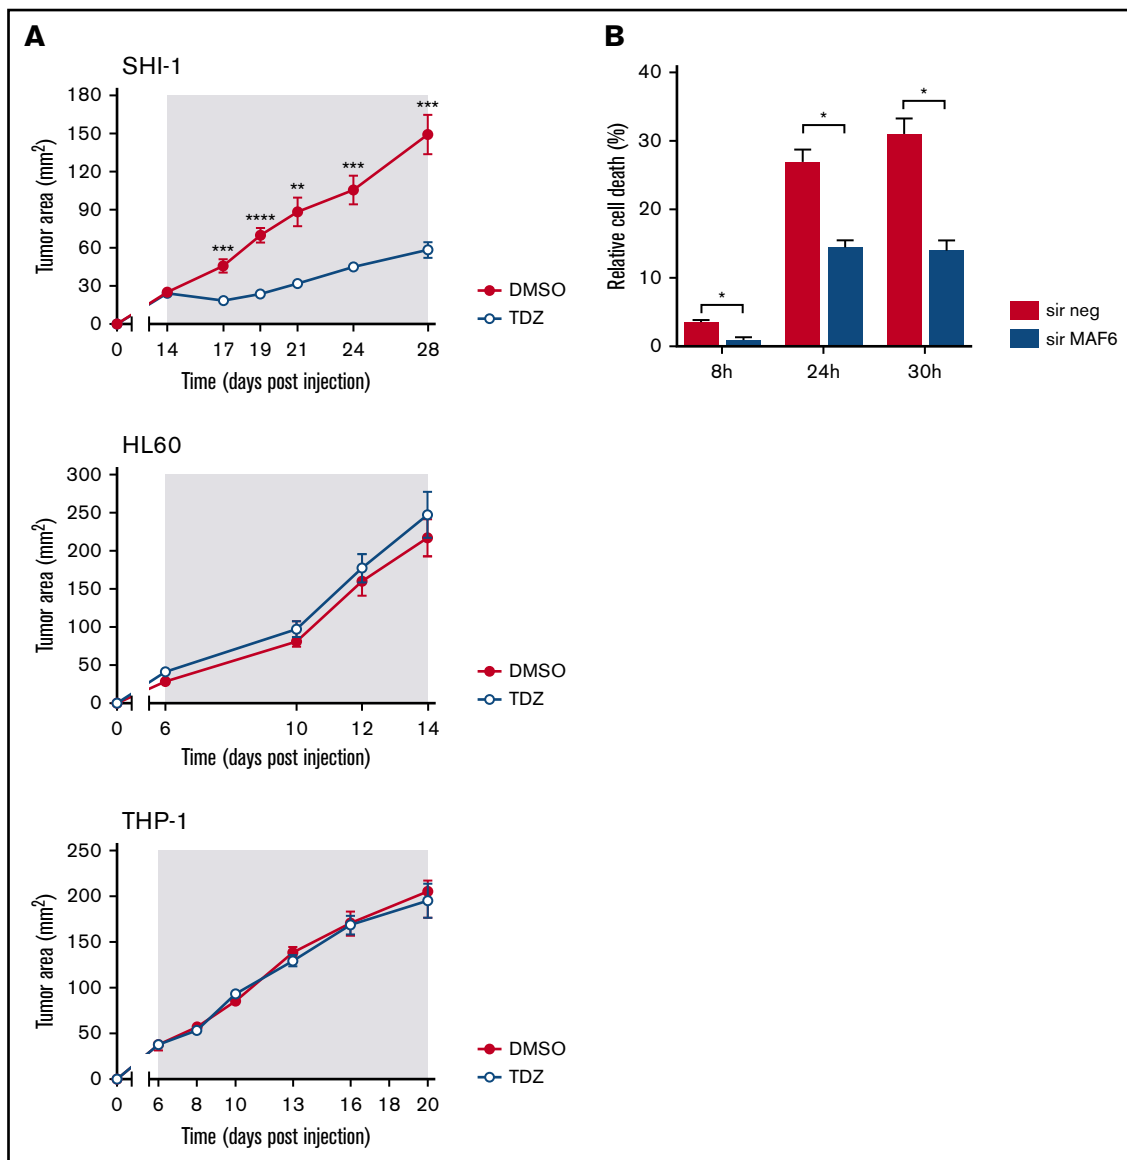 A
SHI-1
Tumor area (mm2)
180
150
120
90
60
30
0
***
****
**
***
***
0 14 17 19 21 24 28
Time (days post injection)
DMSO
TDZ
HL60
Tumor area (mm2)
300
250
200
150
100
50
0
0 6 10 12 14
Time (days post injection)
DMSO
TDZ
THP-1
Tumor area (mm2)
250
200
150
100
50
0
0 6 8 10 13 16 18 20
Time (days post injection)
DMSO
TDZ
B
Relative cell death (%)
40
30
20
10
0
*
*
*
8h 24h 30h
sir neg
sir MAF6